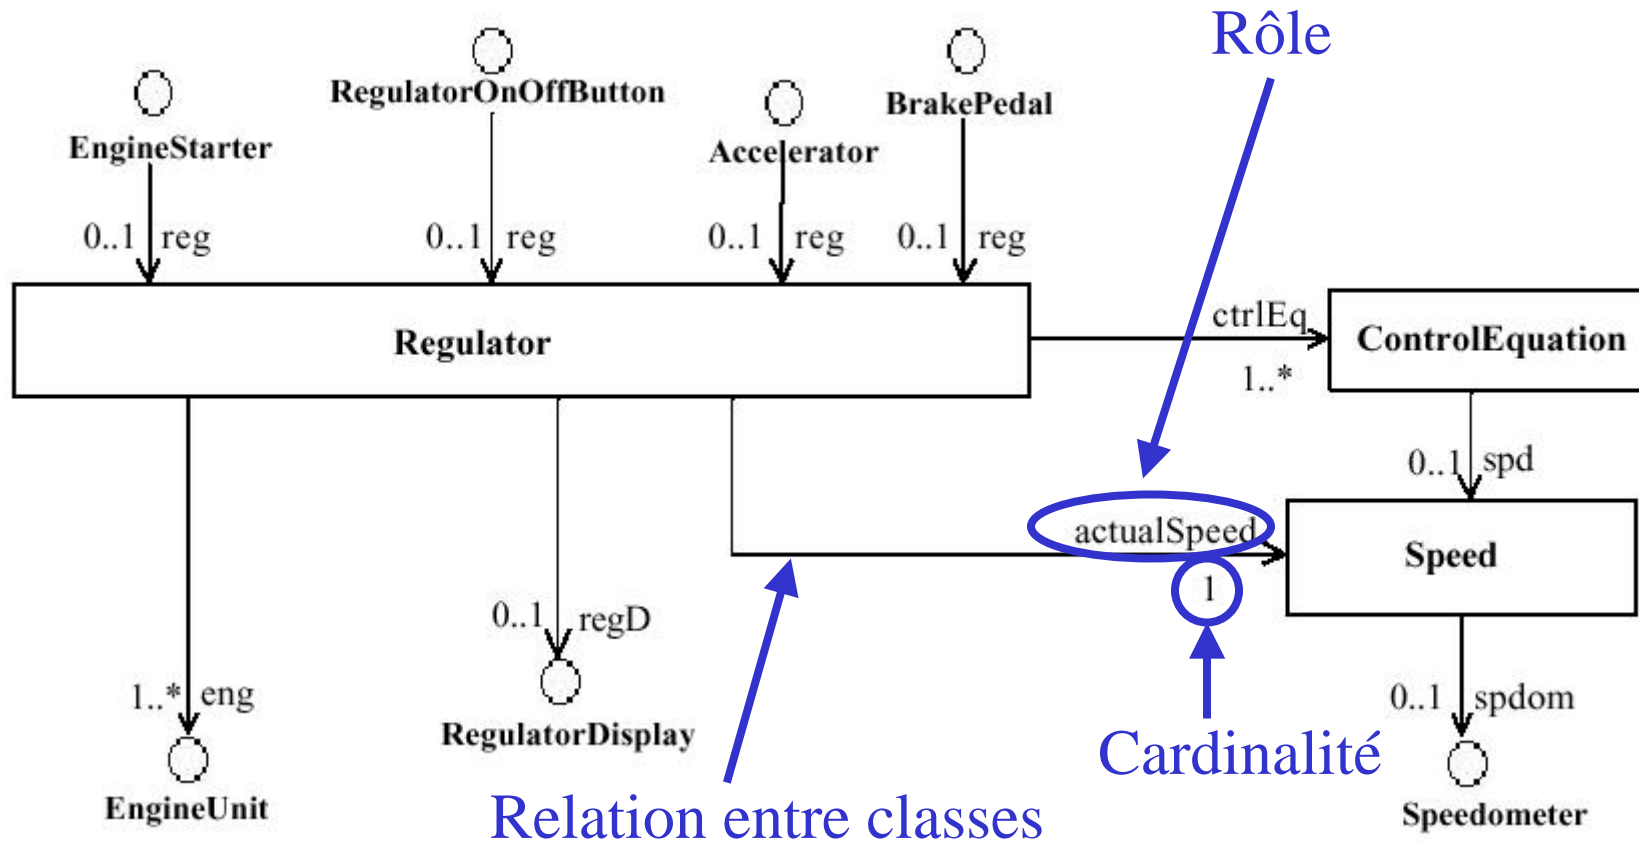 Rôle
RegulatorOnOffButton
BrakePedal
EngineStarter
Accelerator
0..1 reg
0..1 reg
0..1 reg
0..1 reg
Regulator
ctrlEq
1..*
ControlEquation
0..1 spd
actualSpeed
1
Speed
0..1 regD
1..* eng
0..1 spdom
RegulatorDisplay
Cardinalité
EngineUnit
Relation entre classes
Speedometer